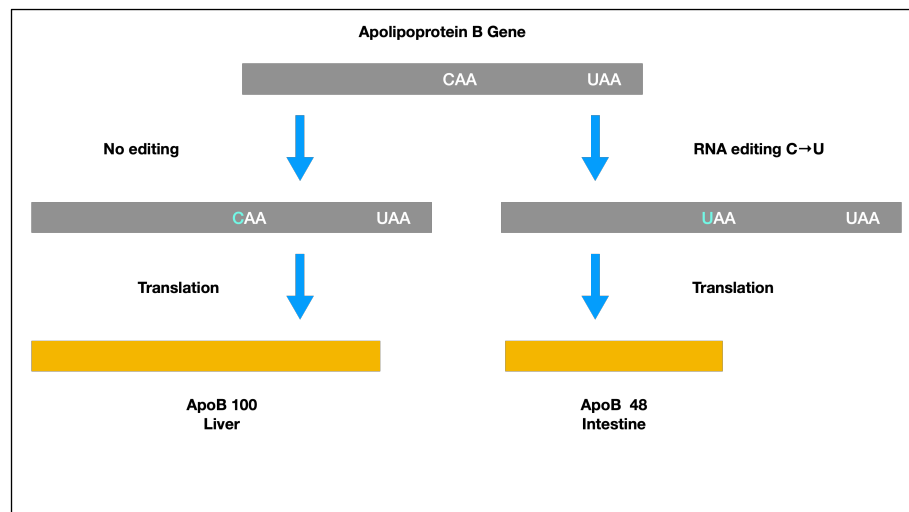 Apolipoprotein B Gene
CAA UAA
No editing
RNA editing C→U
CAA UAA
UAA UAA
Translation
Translation
ApoB 100
Liver
ApoB 48
Intestine